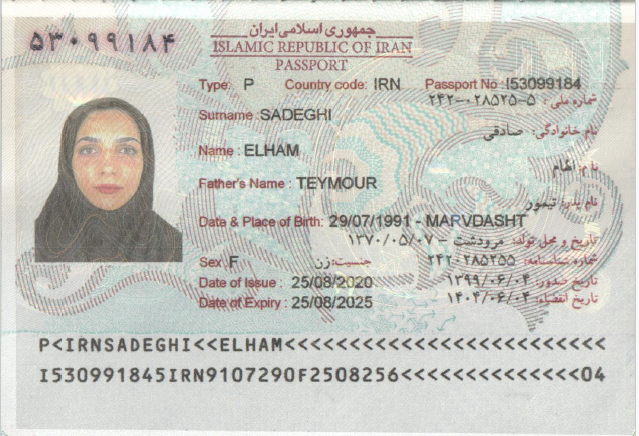 ۵۳۰۹۹۱۸۴
جمهوری اسلامی ایران
ISLAMIC REPUBLIC OF IRAN
PASSPORT
Type: P Country code: IRN Passport No: I53099184
شماره ملی: ۲۴۲-۰۲۸۵۲۵-۵
Surname: SADEGHI
نام خانوادگی: صادقی
Name: ELHAM
نام: الهام
Father's Name: TEYMOUR
نام پدر: تیمور
Date & Place of Birth: 29/07/1991 - MARVDASHT
تاریخ و محل تولد: ۱۳۷۰/۰۵/۰۷ - مرودشت
Sex F جنسیت: زن
شماره شناسنامه: ۲۴۲۰۲۸۵۲۵۵
Date of Issue: 25/08/2020
تاریخ صدور: ۱۳۹۹/۰۶/۰۴
Date of Expiry: 25/08/2025
تاریخ انقضاء: ۱۴۰۴/۰۶/۰۴
P<IRNSADEGHI<<ELHAM<<<<<<<<<<<<<<<<<<<<<<<<<
I530991845IRN9107290F2508256<<<<<<<<<<<<<<04